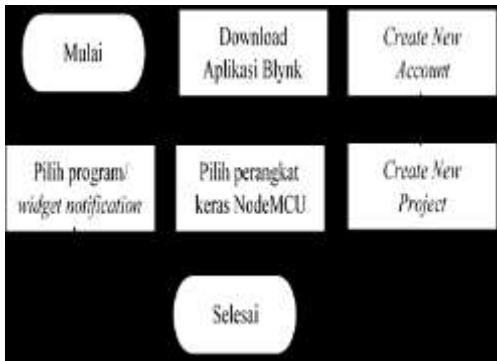 Mulai
Download
Aplikasi Blynk
Create New
Account
Pilih program/
widget notification
Pilih perangkat
keras NodeMCU
Create New
Project
Selesai